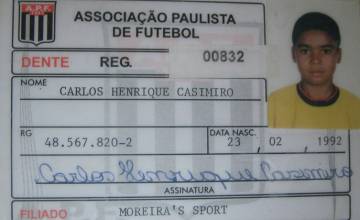 A.P.F.
ASSOCIAÇÃO PAULISTA
DE FUTEBOL
DENTE REG. 00832
NOME
CARLOS HENRIQUE CASIMIRO
RG
48.567.820-2
DATA NASC.
23 02 1992
Carlos Henrique Casimiro
ASSINATURA
FILIADO MOREIRA'S SPORT